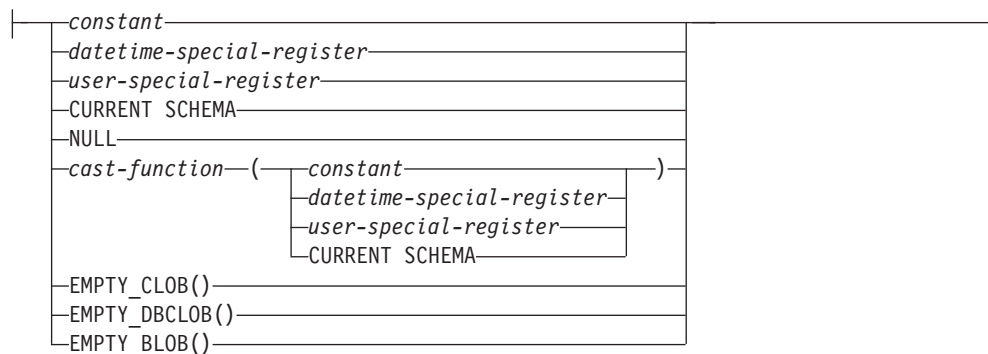 constant
datetime-special-register
user-special-register
CURRENT SCHEMA
NULL
cast-function ( constant )
datetime-special-register
user-special-register
CURRENT SCHEMA
EMPTY_CLOB()
EMPTY_DBCLOB()
EMPTY_BLOB()